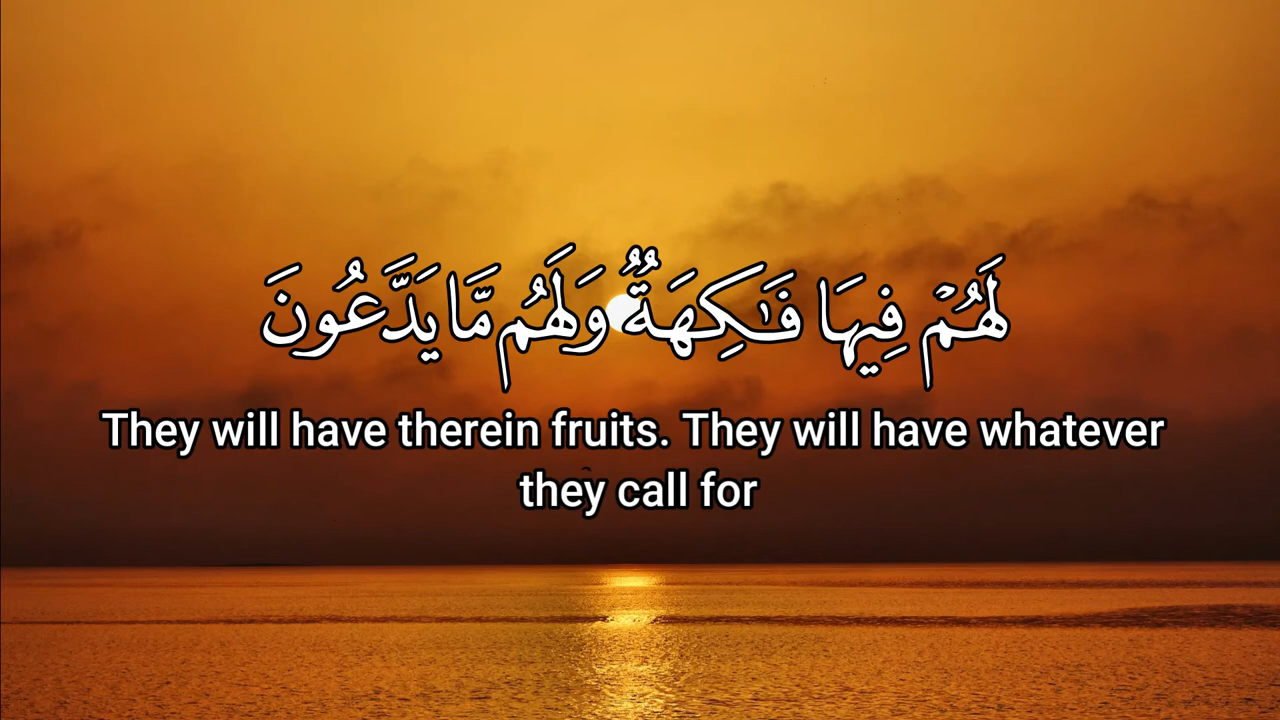 لَهُمْ فِيهَا فَـٰكِهَةٌ وَلَهُم مَّا يَدَّعُونَ
They will have therein fruits. They will have whatever
they call for